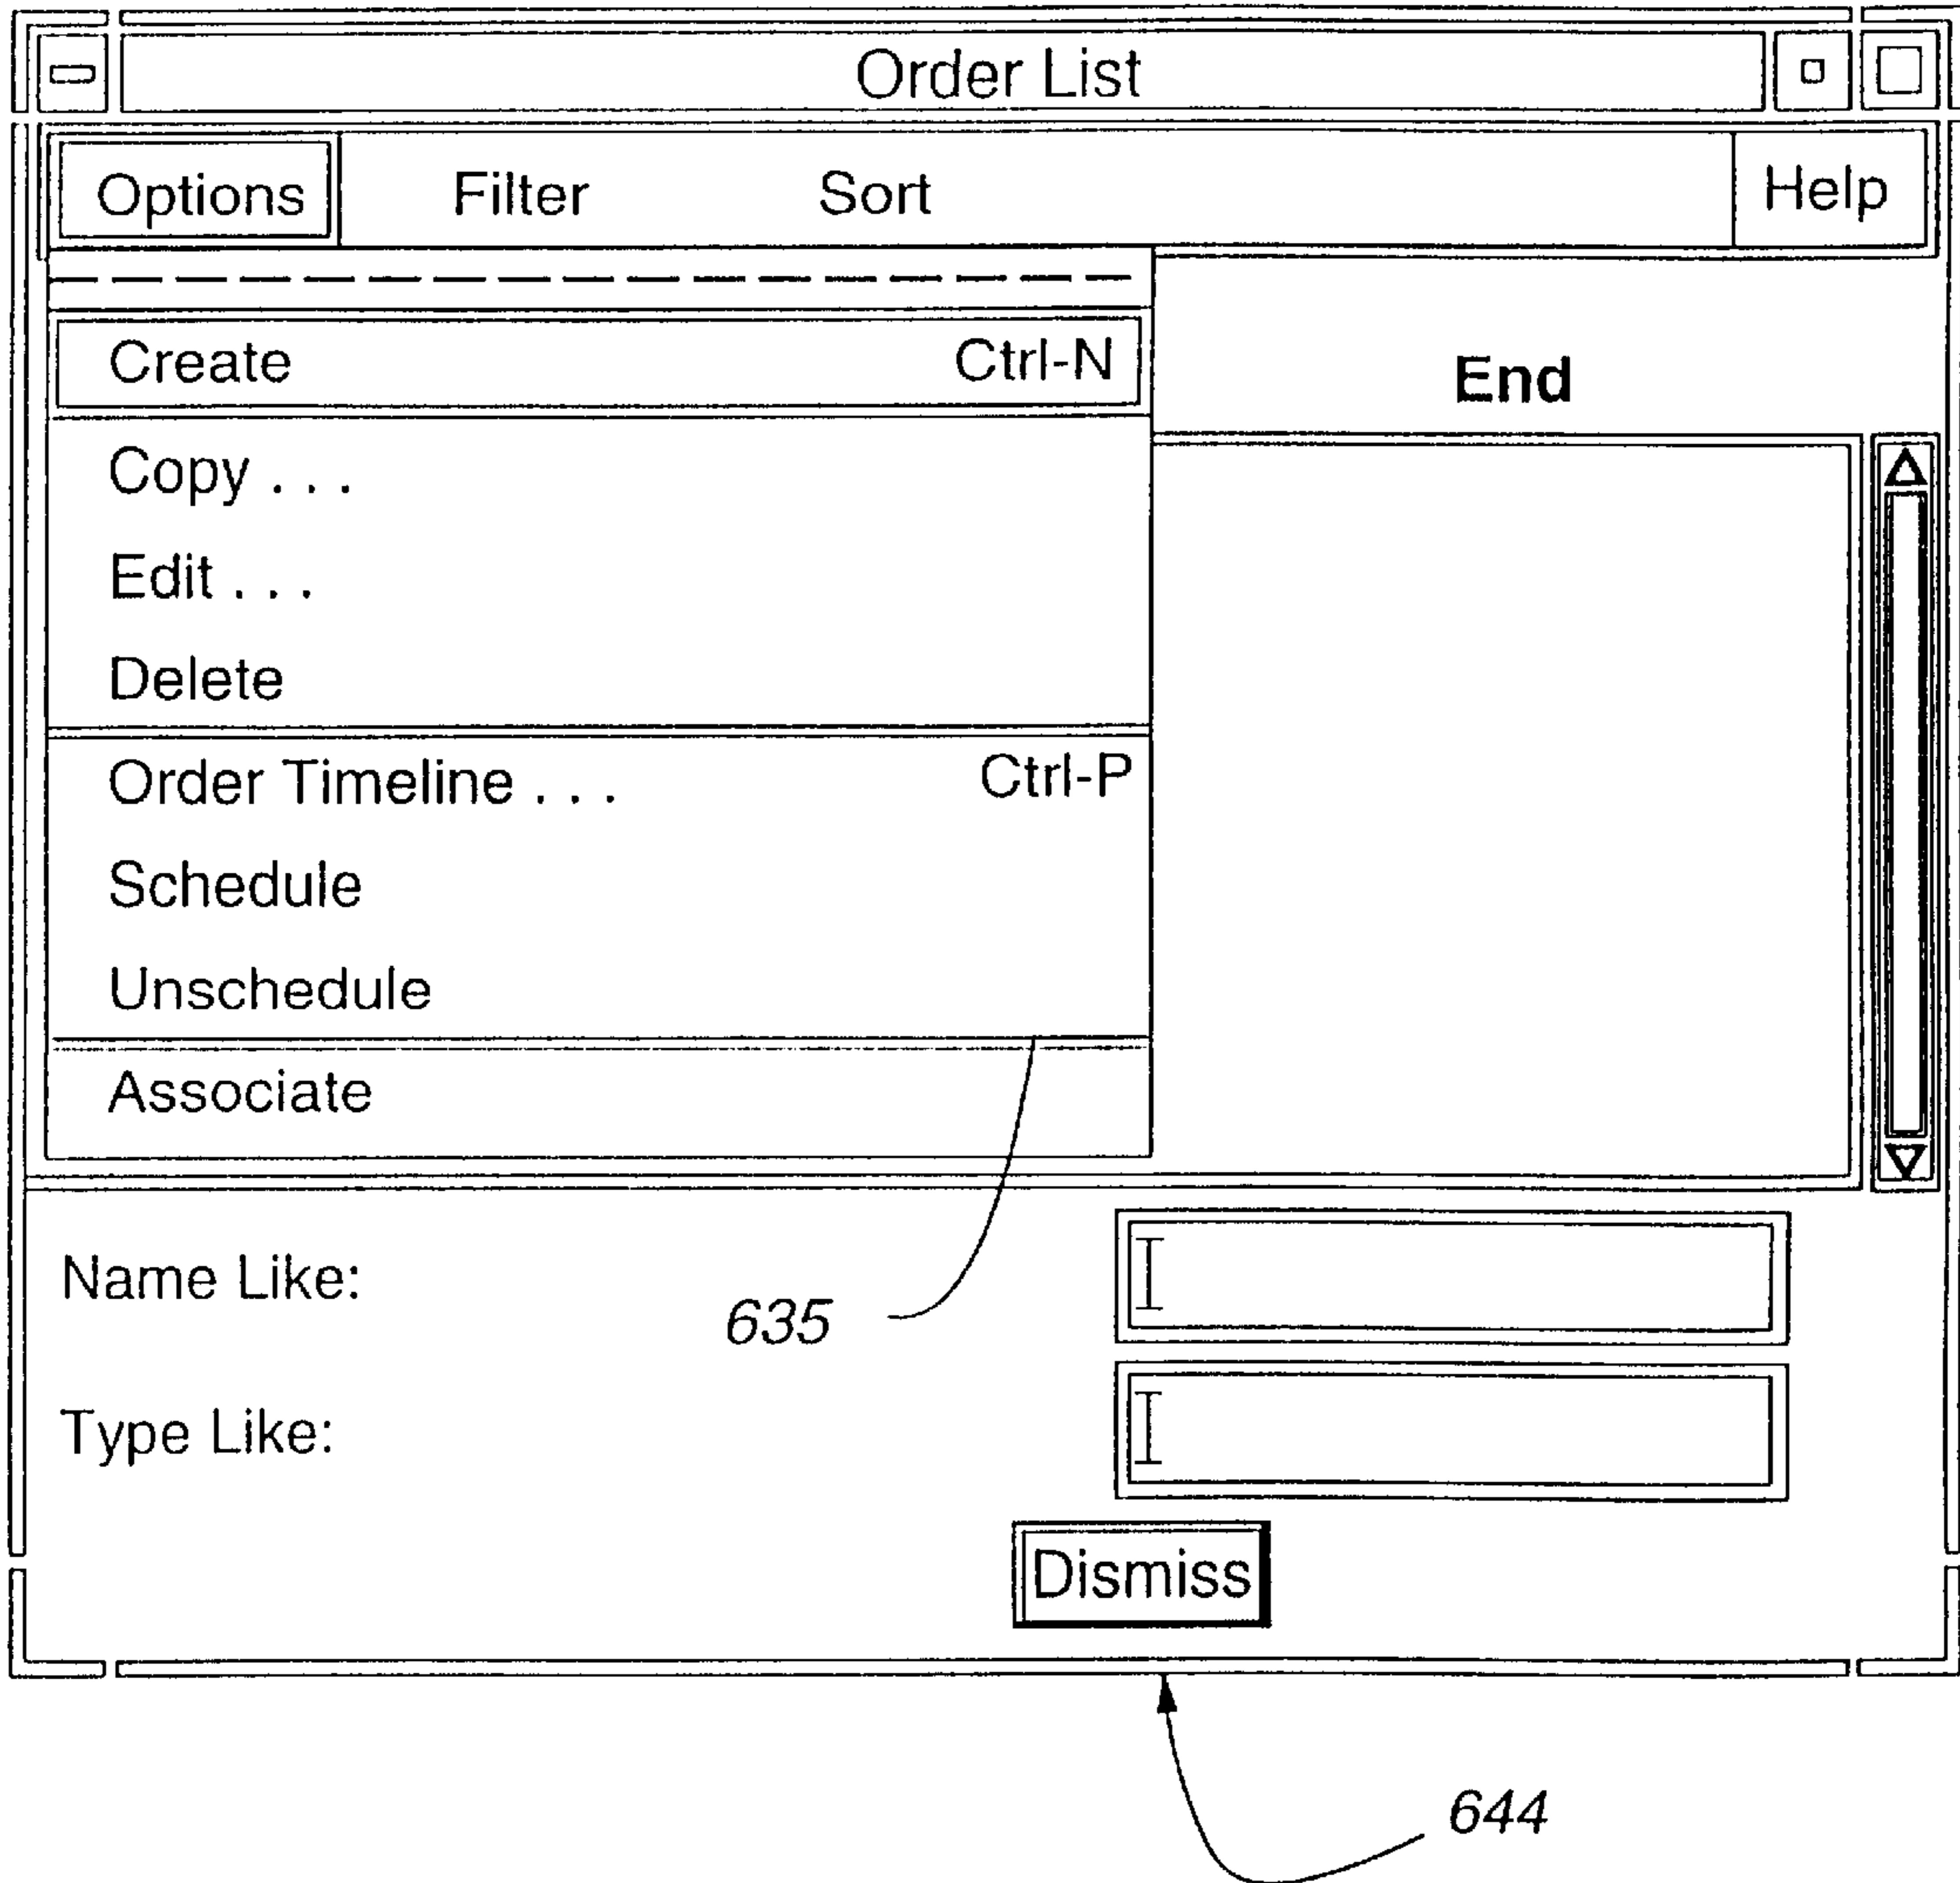 Order List
Options Filter Sort Help
Create Ctrl-N
End
Copy . . .
Edit . . .
Delete
Order Timeline . . . Ctrl-P
Schedule
Unschedule
Associate
Name Like:
635
Type Like:
Dismiss
644